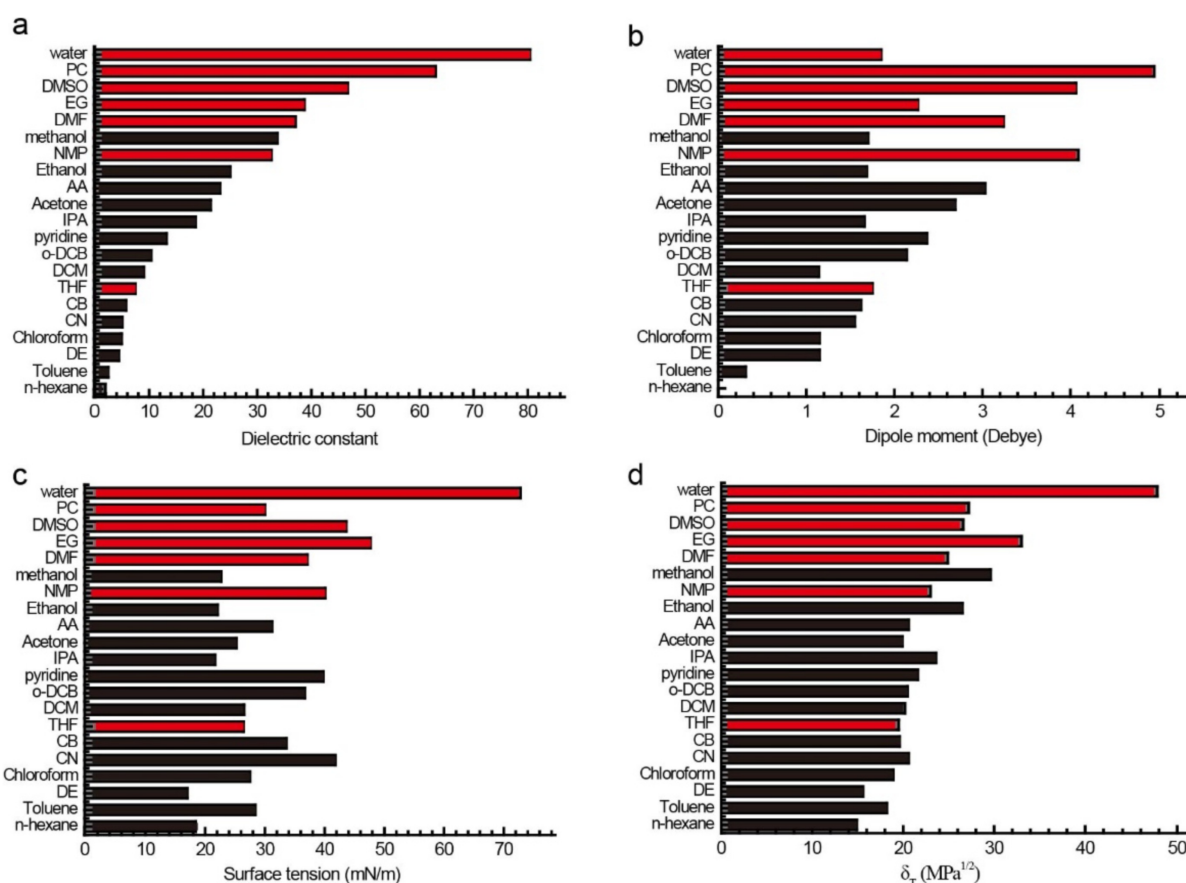 a
water
PC
DMSO
EG
DMF
methanol
NMP
Ethanol
AA
Acetone
IPA
pyridine
o-DCB
DCM
THF
CB
CN
Chloroform
DE
Toluene
n-hexane
0 10 20 30 40 50 60 70 80
Dielectric constant
b
water
PC
DMSO
EG
DMF
methanol
NMP
Ethanol
AA
Acetone
IPA
pyridine
o-DCB
DCM
THF
CB
CN
Chloroform
DE
Toluene
n-hexane
0 1 2 3 4 5
Dipole moment (Debye)
c
water
PC
DMSO
EG
DMF
methanol
NMP
Ethanol
AA
Acetone
IPA
pyridine
o-DCB
DCM
THF
CB
CN
Chloroform
DE
Toluene
n-hexane
0 10 20 30 40 50 60 70
Surface tension (mN/m)
d
water
PC
DMSO
EG
DMF
methanol
NMP
Ethanol
AA
Acetone
IPA
pyridine
o-DCB
DCM
THF
CB
CN
Chloroform
DE
Toluene
n-hexane
0 10 20 30 40 50
δT (MPa1/2)